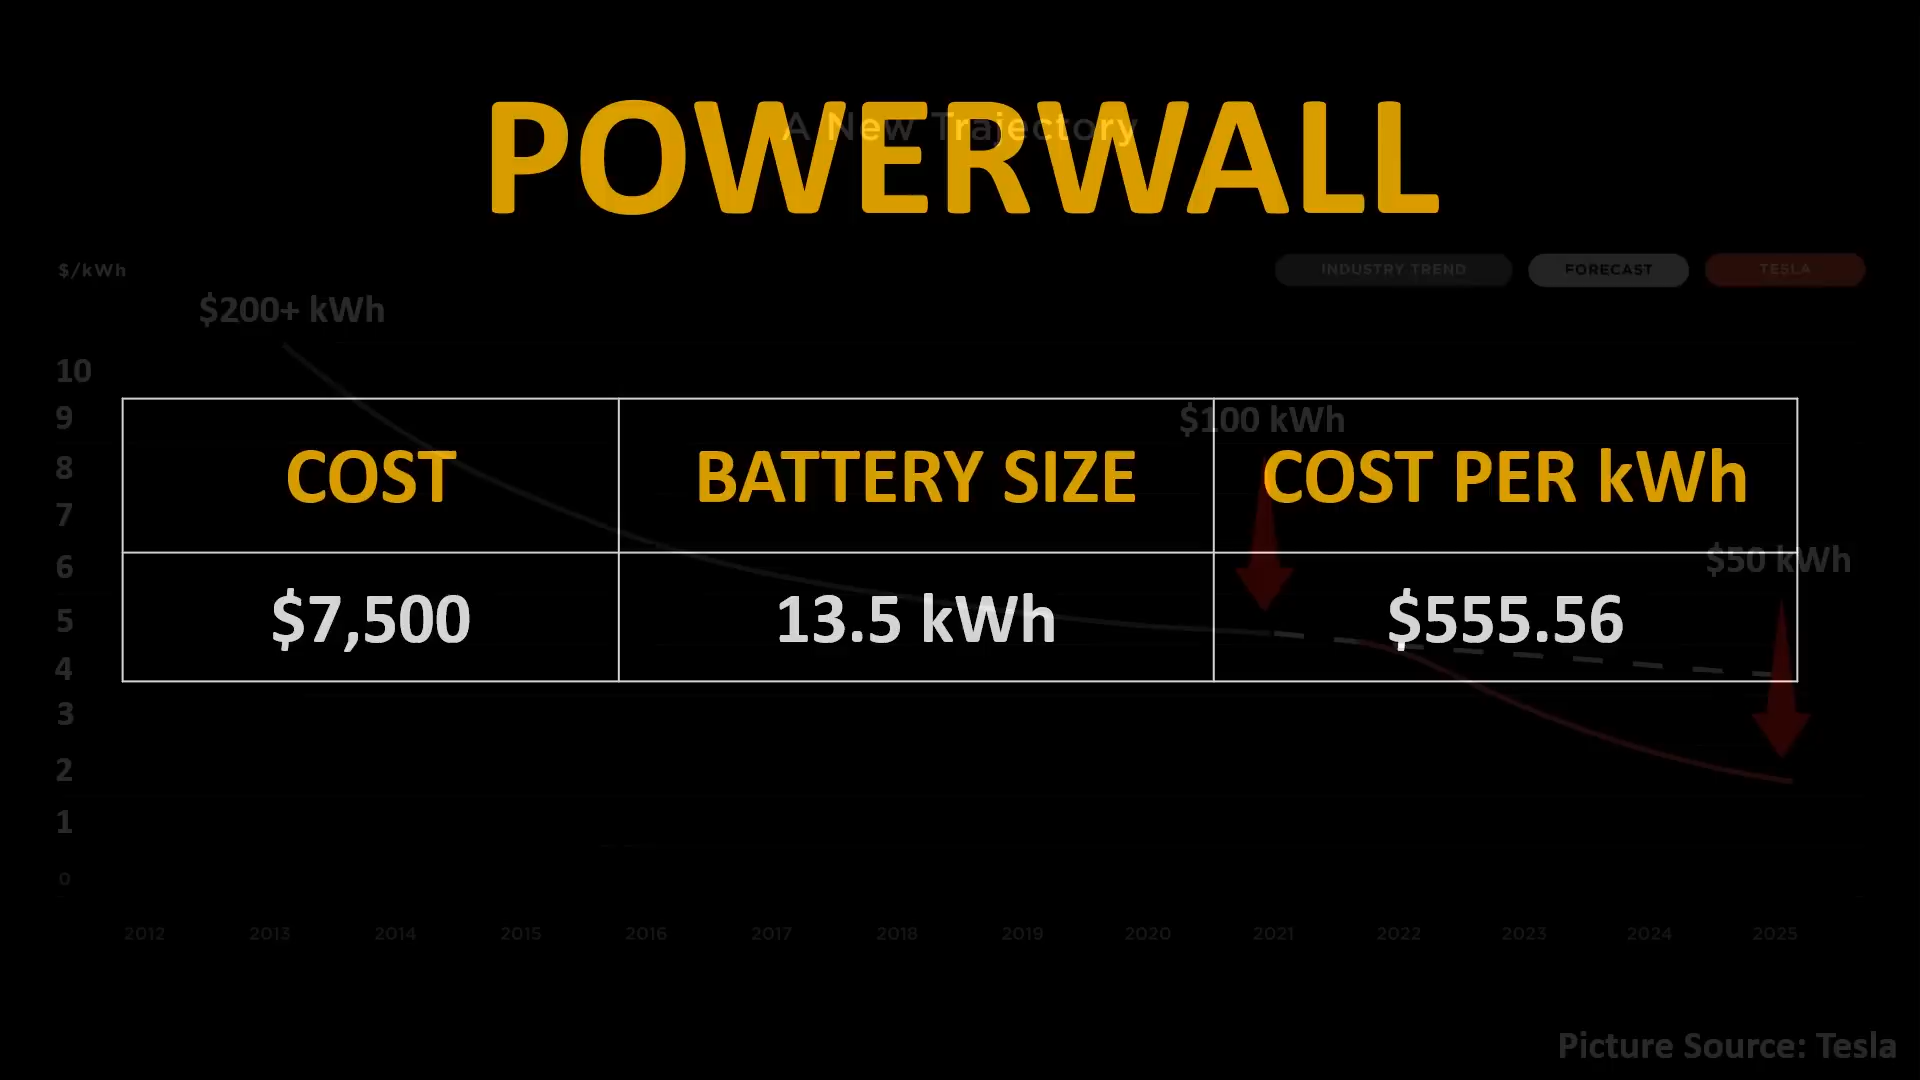 POWERWALL
A New Trajectory
$/kWh
INDUSTRY TREND
FORECAST
TESLA
$200+ kWh
10
9
8
7
6
5
4
3
2
1
0
$100 kWh
$50 kWh
COST
BATTERY SIZE
COST PER kWh
$7,500
13.5 kWh
$555.56
2012
2013
2014
2015
2016
2017
2018
2019
2020
2021
2022
2023
2024
2025
Picture Source: Tesla